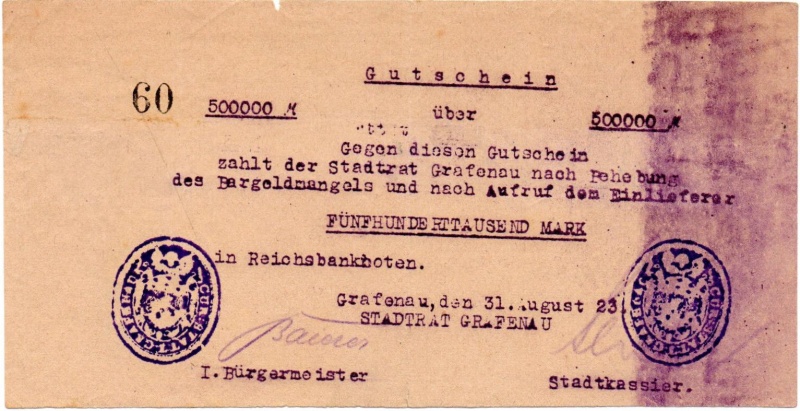 Gutschein
60 500000 M über 500000 M
Gegen diesen Gutschein
zahlt der Stadtrat Grafenau nach Behebung
des Bargeldmangels und nach Aufruf dem Einlieferer
FÜNFHUNDERTTAUSEND MARK
in Reichsbanknoten.
Grafenau, den 31. August 23
STADTRAT GRAFENAU
I. Bürgermeister Stadtkassier.